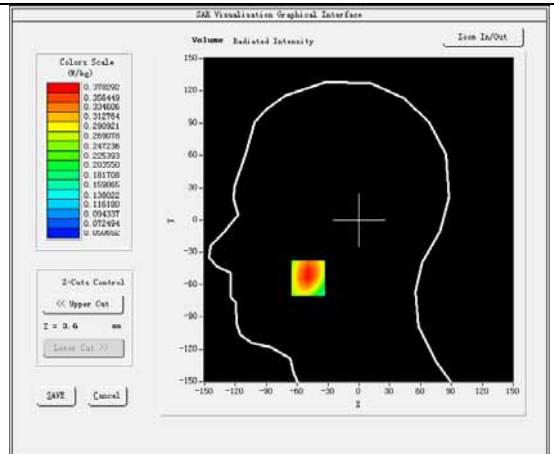 SAR Visualisation Graphical Interface
Volume Radiated Intensity
Zoom In/Out
Colors Scale
(W/kg)
0.378292
0.356449
0.334606
0.312764
0.290921
0.269078
0.247236
0.225393
0.203550
0.181708
0.159865
0.138022
0.116180
0.094337
0.072494
0.050652
Z-Cuts Control
<< Upper Cut
Z = 3.6 mm
Lower Cut >>
SAVE Cancel
150
120
90
60
30
0
-30
-60
-90
-120
-150
Y
-150 -120 -90 -60 -30 0 30 60 90 120 150
X